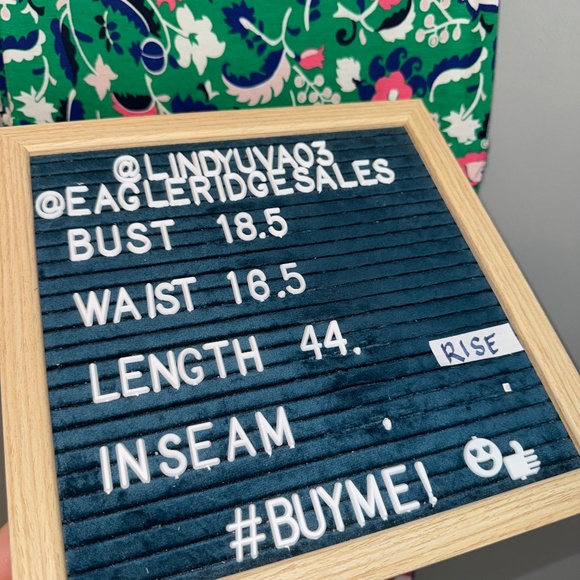 @LINDYUVA03
@EAGLERIDGESALES
BUST 18.5
WAIST 16.5
LENGTH 44.
RISE
INSEAM .
#BUYME!